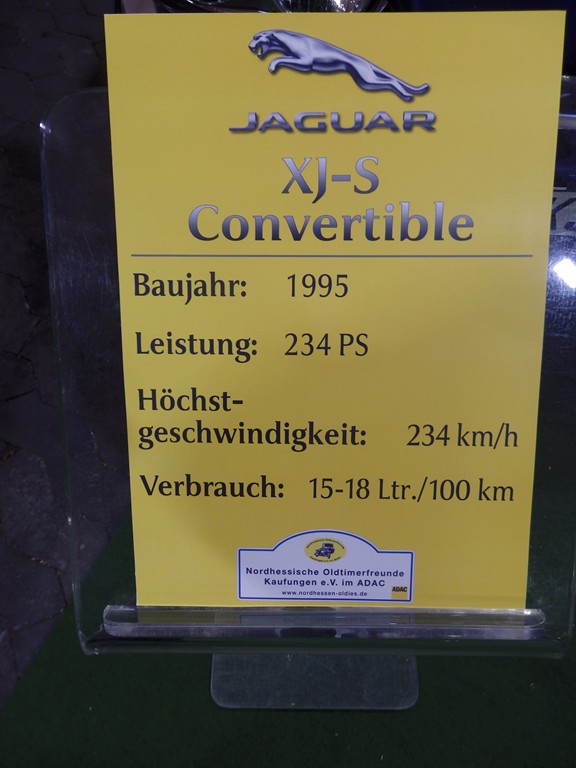 JAGUAR
XJ-S
Convertible
Baujahr: 1995
Leistung: 234 PS
Höchst-
geschwindigkeit: 234 km/h
Verbrauch: 15-18 Ltr./100 km
Nordhessische Oldtimerfreunde
Kaufungen e.V. im ADAC
www.nordhessen-oldies.de
ADAC